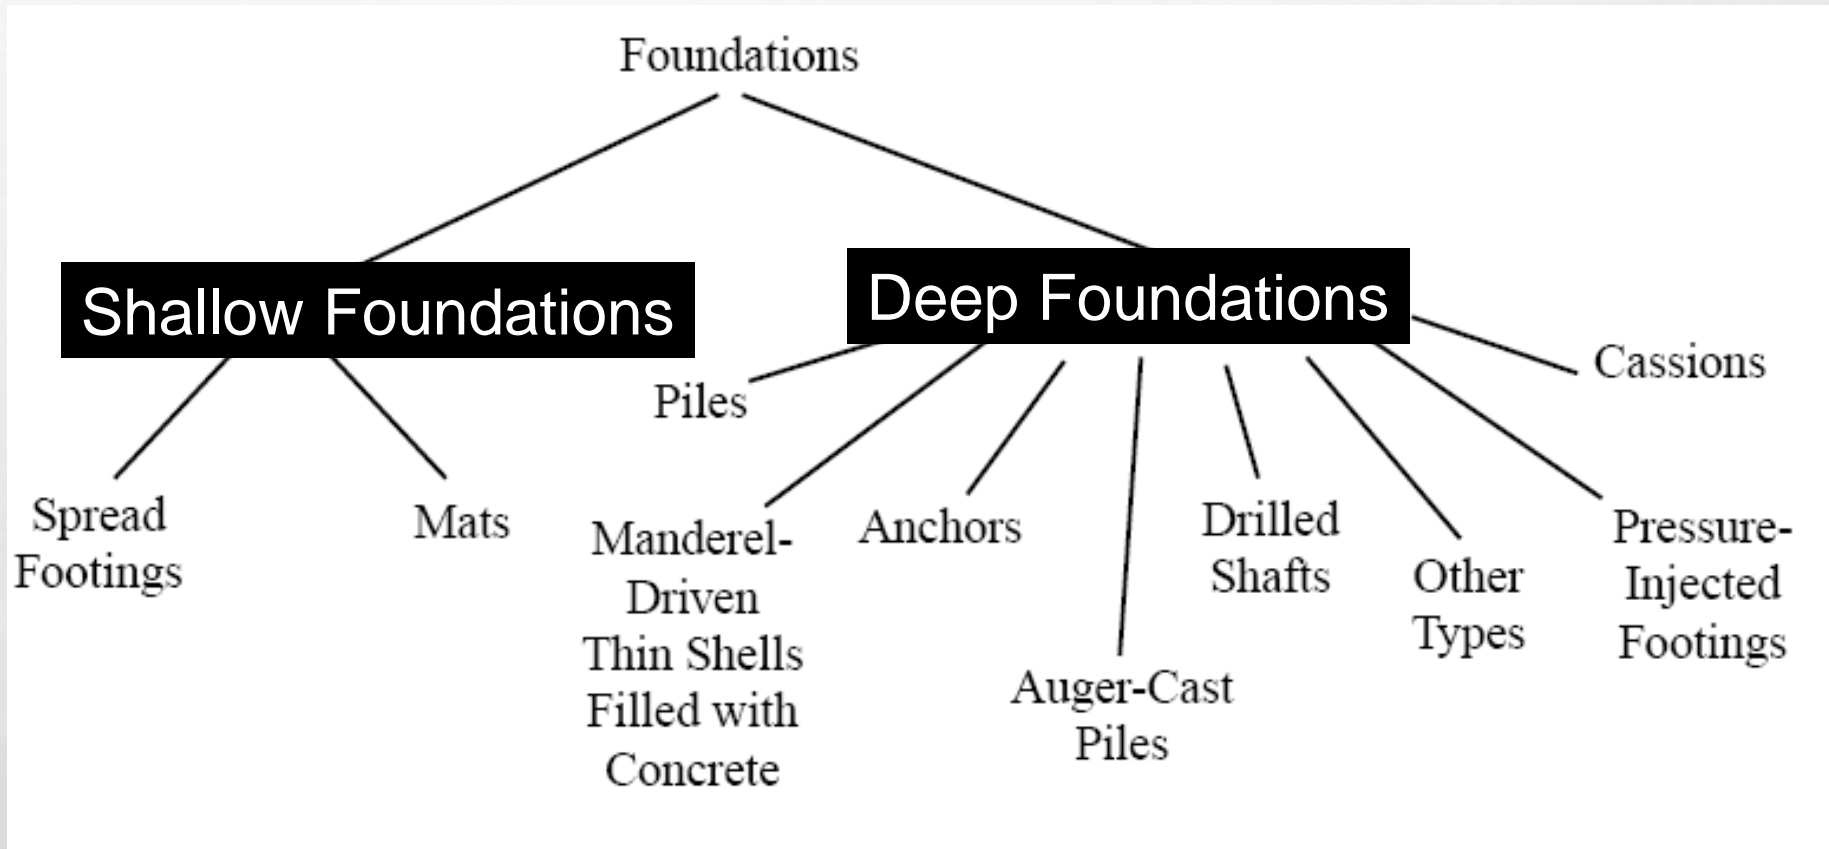 Foundations
Shallow Foundations
Deep Foundations
Spread
Footings
Mats
Piles
Manderel-
Driven
Thin Shells
Filled with
Concrete
Anchors
Auger-Cast
Piles
Drilled
Shafts
Other
Types
Pressure-
Injected
Footings
Cassions